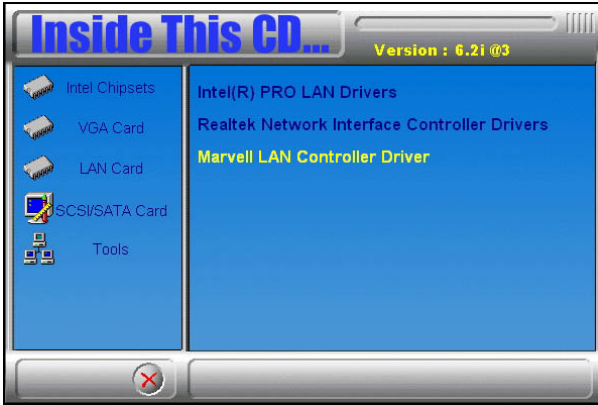 Inside This CD...
Version : 6.2i @3
Intel Chipsets
VGA Card
LAN Card
SCSI/SATA Card
Tools
Intel(R) PRO LAN Drivers
Realtek Network Interface Controller Drivers
Marvell LAN Controller Driver